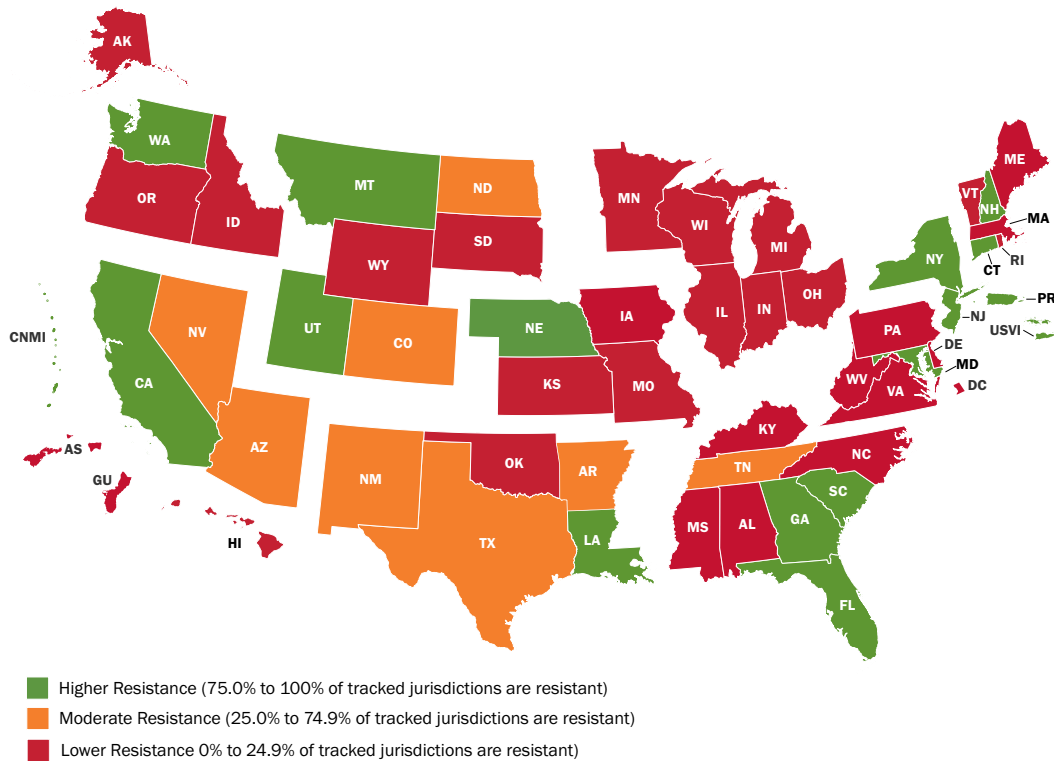 AK
WA
ME
MT
VT
ND
OR
MN
NH
MA
ID
WI
SD
MI
NY
RI
WY
CT
PR
OH
NJ
IL
IN
IA
NE
UT
NV
USVI
PA
CNMI
CO
DE
MD
CA
KS
MO
WV
DC
VA
KY
AZ
AS
NC
OK
TN
AR
NM
GU
SC
GA
MS
AL
LA
TX
HI
FL
Higher Resistance (75.0% to 100% of tracked jurisdictions are resistant)
Moderate Resistance (25.0% to 74.9% of tracked jurisdictions are resistant)
Lower Resistance 0% to 24.9% of tracked jurisdictions are resistant)